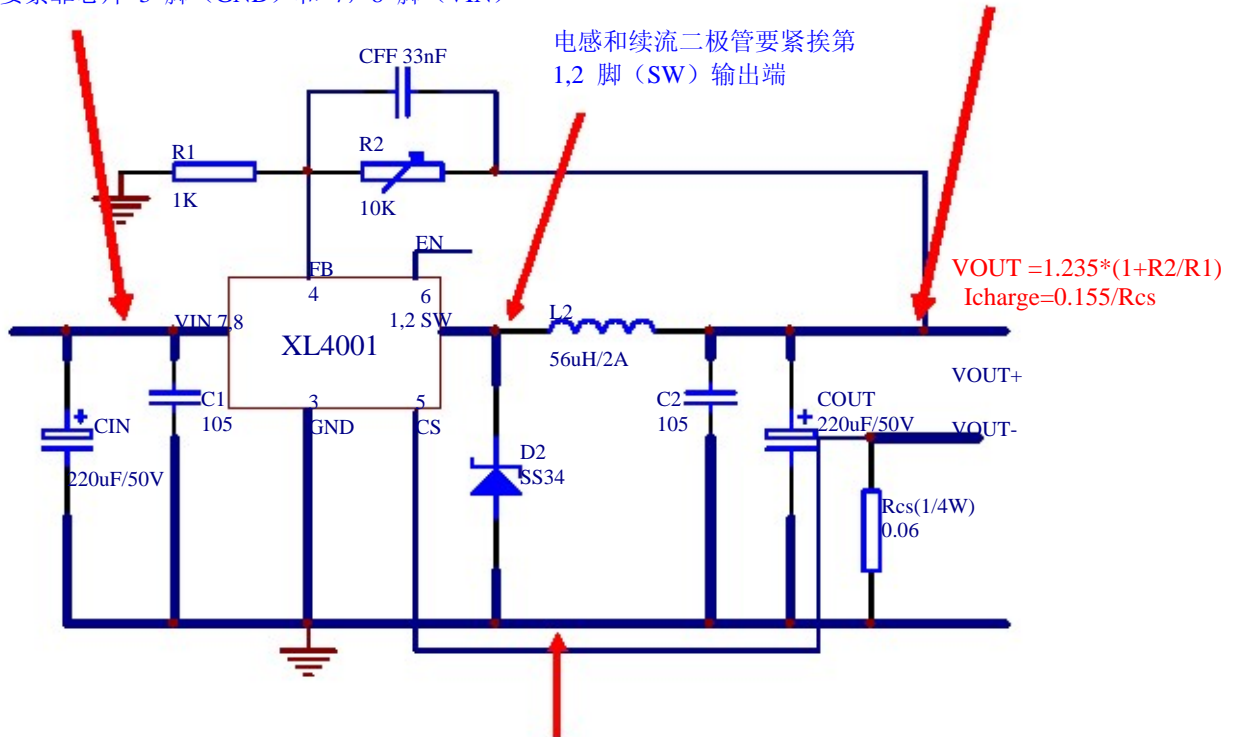 电感和续流二极管要紧挨第
1,2 脚（SW）输出端
CFF 33nF
R1
R2
1K
10K
EN
FB
4
6
VIN 7,8
1,2 SW
XL4001
L2
56uH/2A
VOUT =1.235*(1+R2/R1)
Icharge=0.155/Rcs
VOUT+
VOUT-
C1
105
3
GND
5
CS
C2
105
COUT
220uF/50V
CIN
220uF/50V
D2
SS34
Rcs(1/4W)
0.06